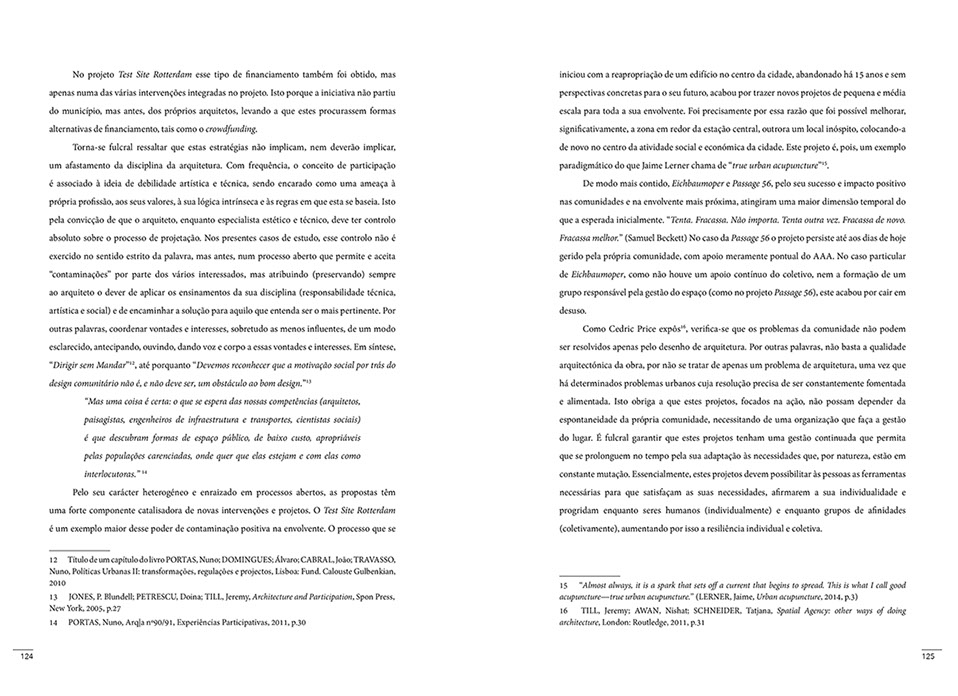 No projeto Test Site Rotterdam esse tipo de financiamento também foi obtido, mas
apenas numa das várias intervenções integradas no projeto. Isto porque a iniciativa não partiu
do município, mas antes, dos próprios arquitetos, levando a que estes procurassem formas
alternativas de financiamento, tais como o crowdfunding.
Torna-se fulcral ressaltar que estas estratégias não implicam, nem deverão implicar,
um afastamento da disciplina da arquitetura. Com frequência, o conceito de participação
é associado à ideia de debilidade artística e técnica, sendo encarado como uma ameaça à
própria profissão, aos seus valores, à sua lógica intrínseca e às regras em que esta se baseia. Isto
pela convicção de que o arquiteto, enquanto especialista estético e técnico, deve ter controlo
absoluto sobre o processo de projetação. Nos presentes casos de estudo, esse controlo não é
exercido no sentido estrito da palavra, mas antes, num processo aberto que permite e aceita
“contaminações” por parte dos vários interessados, mas atribuindo (preservando) sempre
ao arquiteto o dever de aplicar os ensinamentos da sua disciplina (responsabilidade técnica,
artística e social) e de encaminhar a solução para aquilo que entenda ser o mais pertinente. Por
outras palavras, coordenar vontades e interesses, sobretudo as menos influentes, de um modo
esclarecido, antecipando, ouvindo, dando voz e corpo a essas vontades e interesses. Em síntese,
“Dirigir sem Mandar”12, até porquanto “Devemos reconhecer que a motivação social por trás do
design comunitário não é, e não deve ser, um obstáculo ao bom design.”13
“Mas uma coisa é certa: o que se espera das nossas competências (arquitetos,
paisagistas, engenheiros de infraestrutura e transportes, cientistas sociais)
é que descubram formas de espaço público, de baixo custo, apropriáveis
pelas populações carenciadas, onde quer que elas estejam e com elas como
interlocutoras.” 14
Pelo seu carácter heterogéneo e enraizado em processos abertos, as propostas têm
uma forte componente catalisadora de novas intervenções e projetos. O Test Site Rotterdam
é um exemplo maior desse poder de contaminação positiva na envolvente. O processo que se
12 Título de um capítulo do livro PORTAS, Nuno; DOMINGUES; Álvaro; CABRAL, João; TRAVASSO,
Nuno, Políticas Urbanas II: transformações, regulações e projectos, Lisboa: Fund. Calouste Gulbenkian,
2010
13 JONES, P. Blundell; PETRESCU, Doina; TILL, Jeremy, Architecture and Participation, Spon Press,
New York, 2005, p.27
14 PORTAS, Nuno, Arq|a nº90/91, Experiências Participativas, 2011, p.30
124
iniciou com a reapropriação de um edifício no centro da cidade, abandonado há 15 anos e sem
perspectivas concretas para o seu futuro, acabou por trazer novos projetos de pequena e média
escala para toda a sua envolvente. Foi precisamente por essa razão que foi possível melhorar,
significativamente, a zona em redor da estação central, outrora um local inóspito, colocando-a
de novo no centro da atividade social e económica da cidade. Este projeto é, pois, um exemplo
paradigmático do que Jaime Lerner chama de “true urban acupuncture”15.
De modo mais contido, Eichbaumoper e Passage 56, pelo seu sucesso e impacto positivo
nas comunidades e na envolvente mais próxima, atingiram uma maior dimensão temporal do
que a esperada inicialmente. “Tenta. Fracassa. Não importa. Tenta outra vez. Fracassa de novo.
Fracassa melhor.” (Samuel Beckett) No caso da Passage 56 o projeto persiste até aos dias de hoje
gerido pela própria comunidade, com apoio meramente pontual do AAA. No caso particular
de Eichbaumoper, como não houve um apoio contínuo do coletivo, nem a formação de um
grupo responsável pela gestão do espaço (como no projeto Passage 56), este acabou por cair em
desuso.
Como Cedric Price expôs16, verifica-se que os problemas da comunidade não podem
ser resolvidos apenas pelo desenho de arquitetura. Por outras palavras, não basta a qualidade
arquitectónica da obra, por não se tratar de apenas um problema de arquitetura, uma vez que
há determinados problemas urbanos cuja resolução precisa de ser constantemente fomentada
e alimentada. Isto obriga a que estes projetos, focados na ação, não possam depender da
espontaneidade da própria comunidade, necessitando de uma organização que faça a gestão
do lugar. É fulcral garantir que estes projetos tenham uma gestão continuada que permita
que se prolonguem no tempo pela sua adaptação às necessidades que, por natureza, estão em
constante mutação. Essencialmente, estes projetos devem possibilitar às pessoas as ferramentas
necessárias para que satisfaçam as suas necessidades, afirmarem a sua individualidade e
progridam enquanto seres humanos (individualmente) e enquanto grupos de afinidades
(coletivamente), aumentando por isso a resiliência individual e coletiva.
15 “Almost always, it is a spark that sets off a current that begins to spread. This is what I call good
acupuncture—true urban acupuncture.” (LERNER, Jaime, Urban acupuncture, 2014, p.3)
16 TILL, Jeremy; AWAN, Nishat; SCHNEIDER, Tatjana, Spatial Agency: other ways of doing
architecture, London: Routledge, 2011, p.31
125